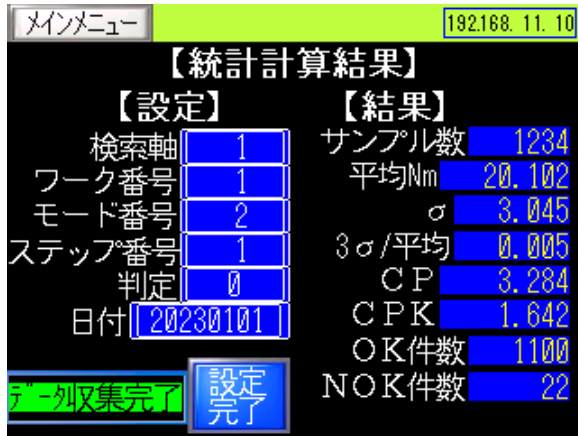 メインメニュー
192.168. 11. 10
【統計計算結果】
【設定】
検索軸 1
ワーク番号 1
モード番号 2
ステップ番号 1
判定 0
日付 20230101
データ収集完了
設定
完了
【結果】
サンプル数 1234
平均Nm 20.102
σ 3.045
3σ/平均 0.005
CP 3.284
CPK 1.642
OK件数 1100
NOK件数 22